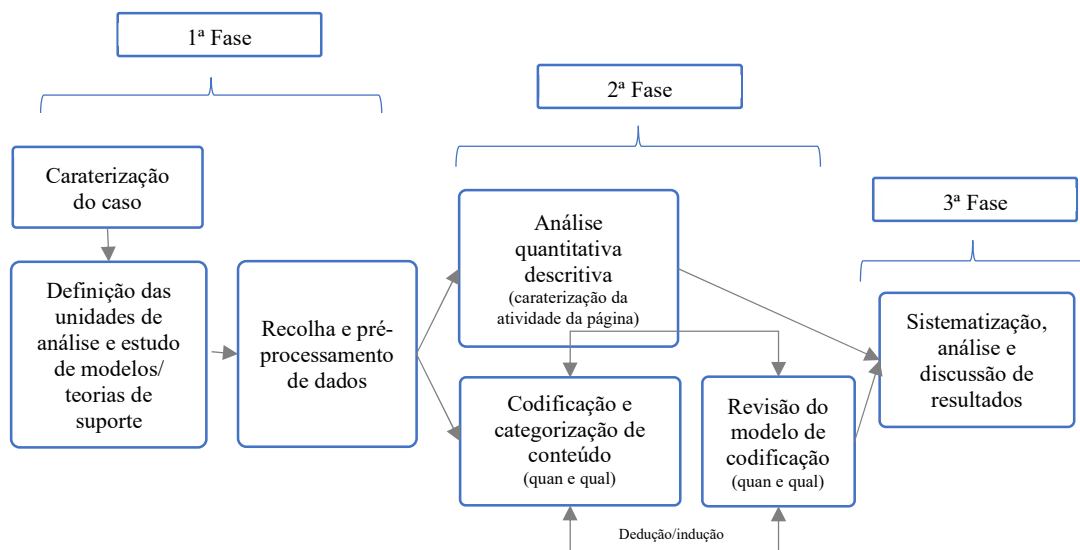 1ª Fase
2ª Fase
3ª Fase
Caraterização
do caso
Definição das
unidades de
análise e estudo
de modelos/
teorias de
suporte
Recolha e pré-
processamento
de dados
Análise
quantitativa
descritiva
(caraterização da
atividade da página)
Codificação e
categorização de
conteúdo
(quan e qual)
Revisão do
modelo de
codificação
(quan e qual)
Sistematização,
análise e
discussão de
resultados
Dedução/indução